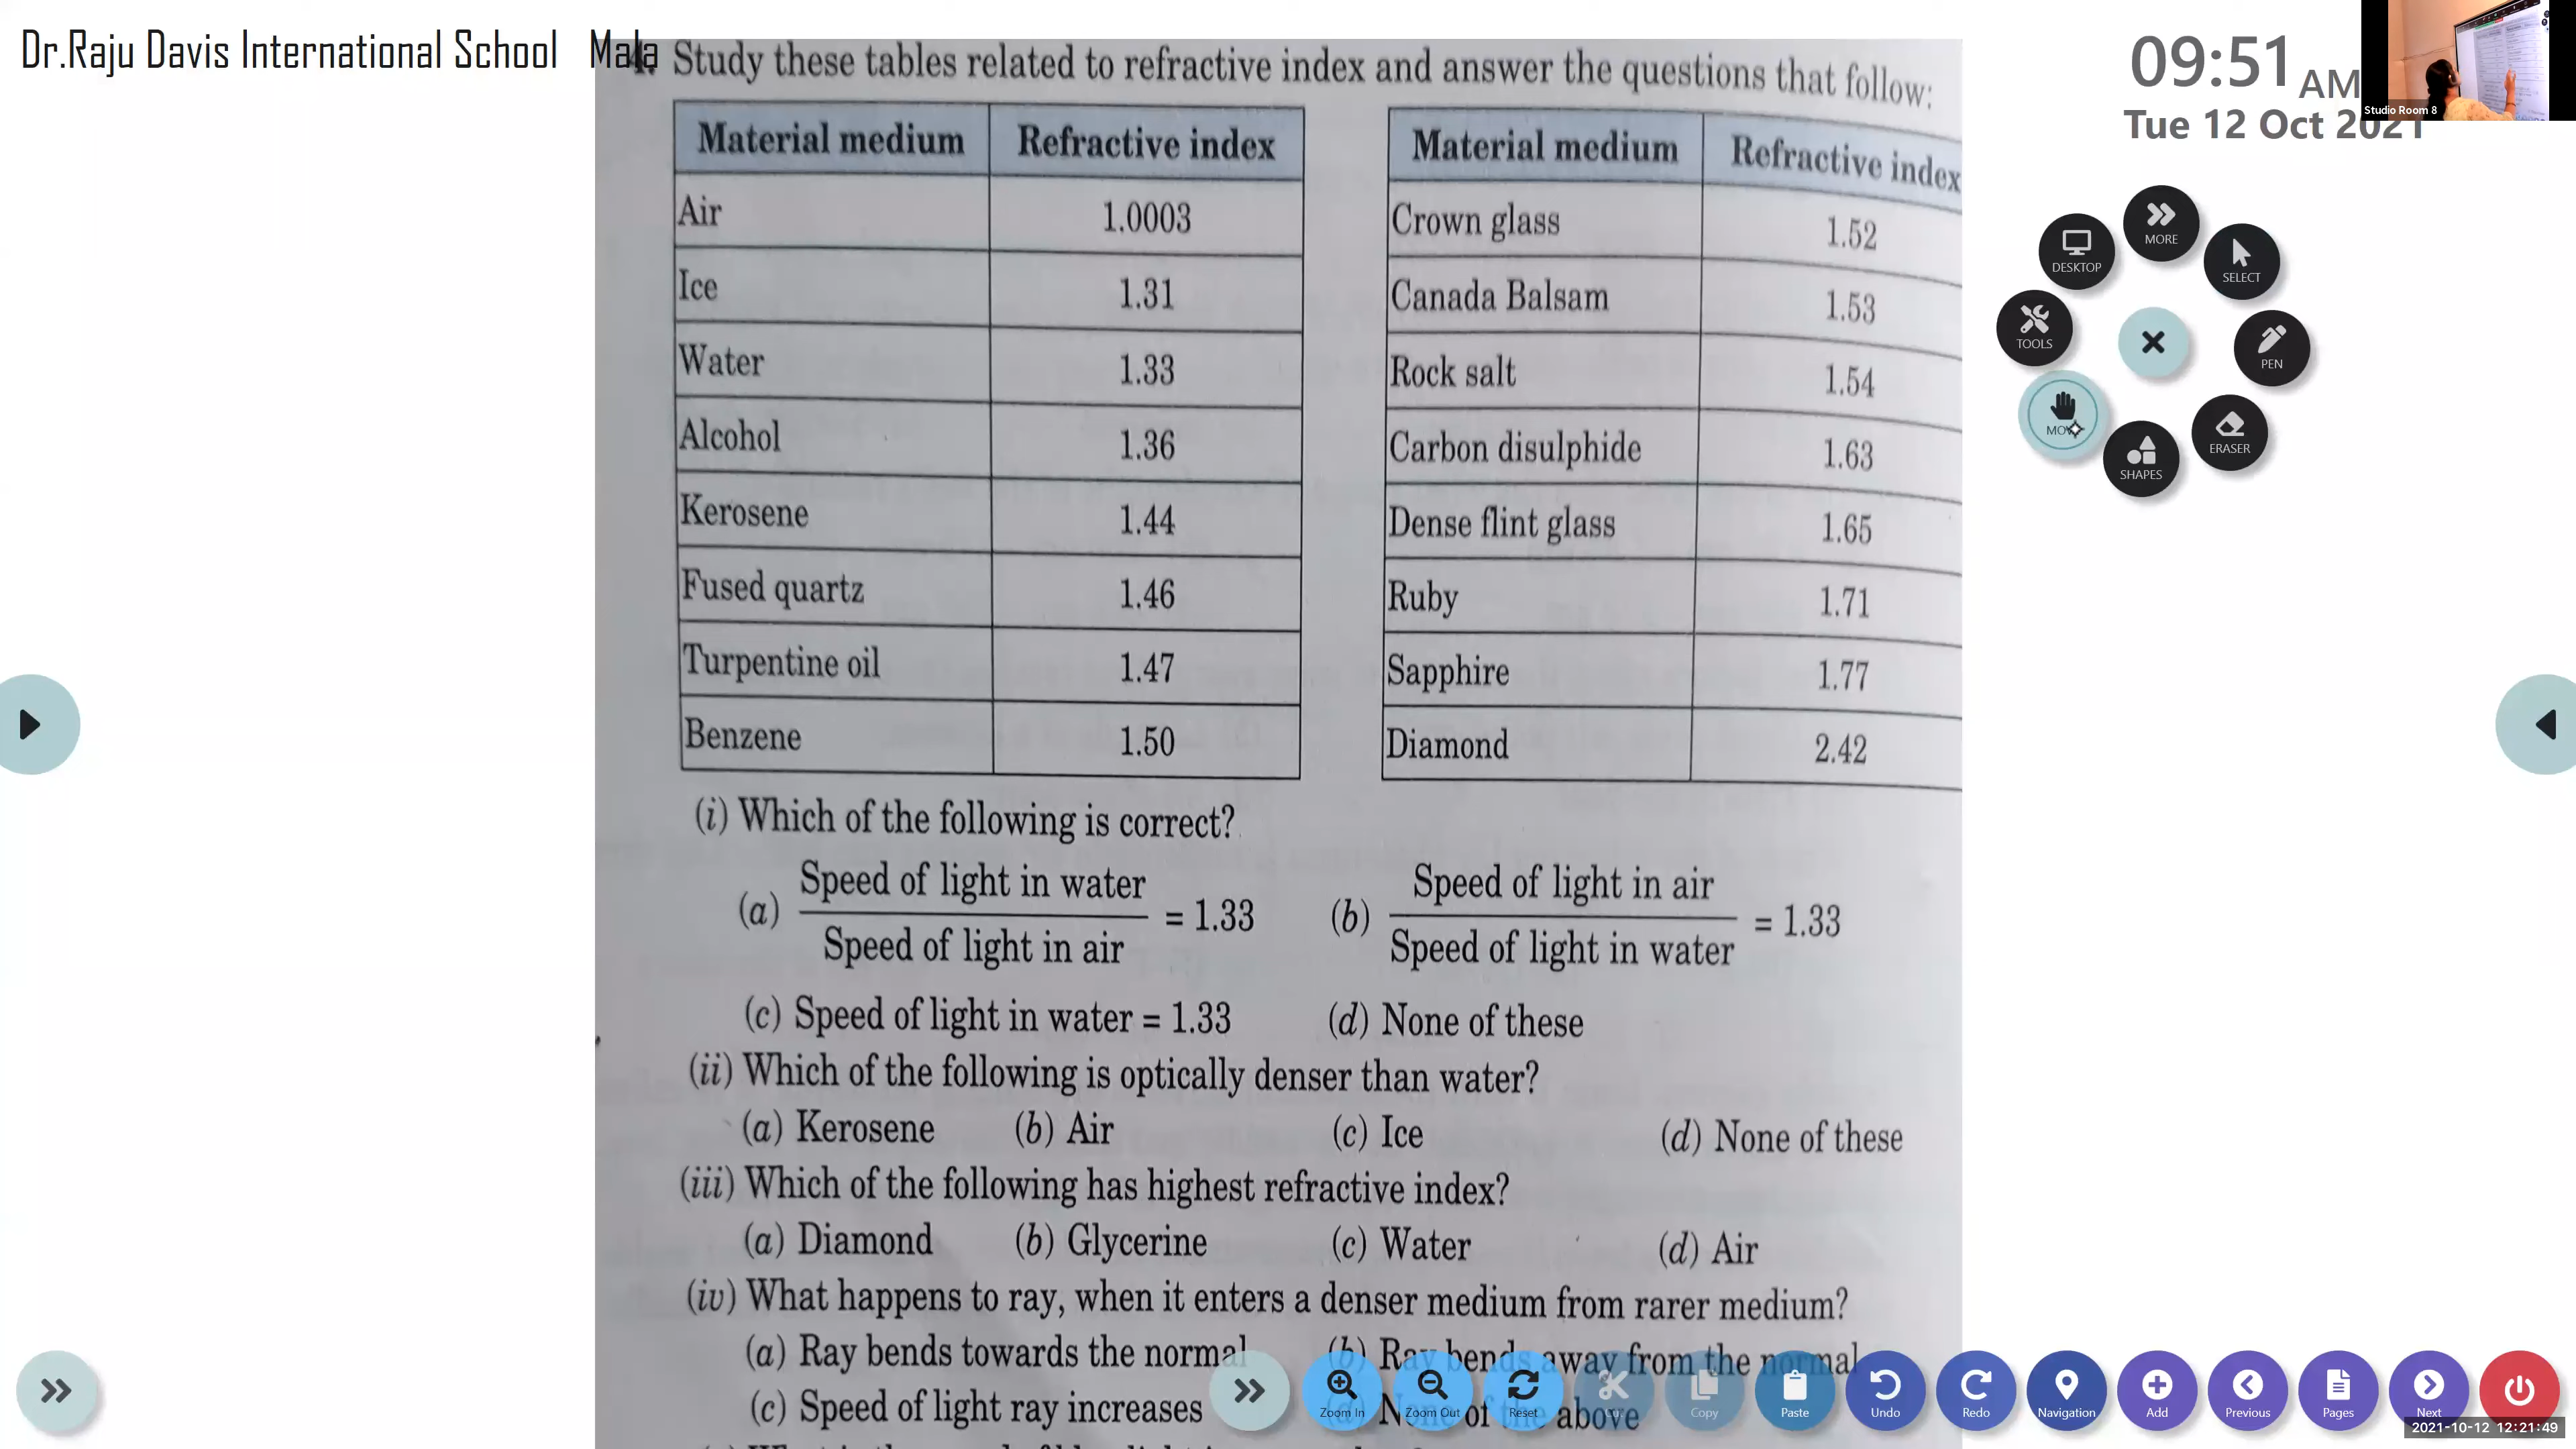 Dr.Raju Davis International School Mala
4. Study these tables related to refractive index and answer the questions that follow:
09:51 AM
Tue 12 Oct 2021
Studio Room 8
Material medium Refractive index
Air 1.0003
Ice 1.31
Water 1.33
Alcohol 1.36
Kerosene 1.44
Fused quartz 1.46
Turpentine oil 1.47
Benzene 1.50
Material medium Refractive index
Crown glass 1.52
Canada Balsam 1.53
Rock salt 1.54
Carbon disulphide 1.63
Dense flint glass 1.65
Ruby 1.71
Sapphire 1.77
Diamond 2.42
(i) Which of the following is correct?
(a) Speed of light in water / Speed of light in air = 1.33 (b) Speed of light in air / Speed of light in water = 1.33
(c) Speed of light in water = 1.33 (d) None of these
(ii) Which of the following is optically denser than water?
(a) Kerosene (b) Air (c) Ice (d) None of these
(iii) Which of the following has highest refractive index?
(a) Diamond (b) Glycerine (c) Water (d) Air
(iv) What happens to ray, when it enters a denser medium from rarer medium?
(a) Ray bends towards the normal (b) Ray bends away from the normal
(c) Speed of light ray increases (d) None of the above
MORE
DESKTOP
SELECT
TOOLS
PEN
MOVE
ERASER
SHAPES
Zoom In Zoom Out Reset Cut Copy Paste Undo Redo Navigation Add Previous Pages Next
2021-10-12 12:21:49